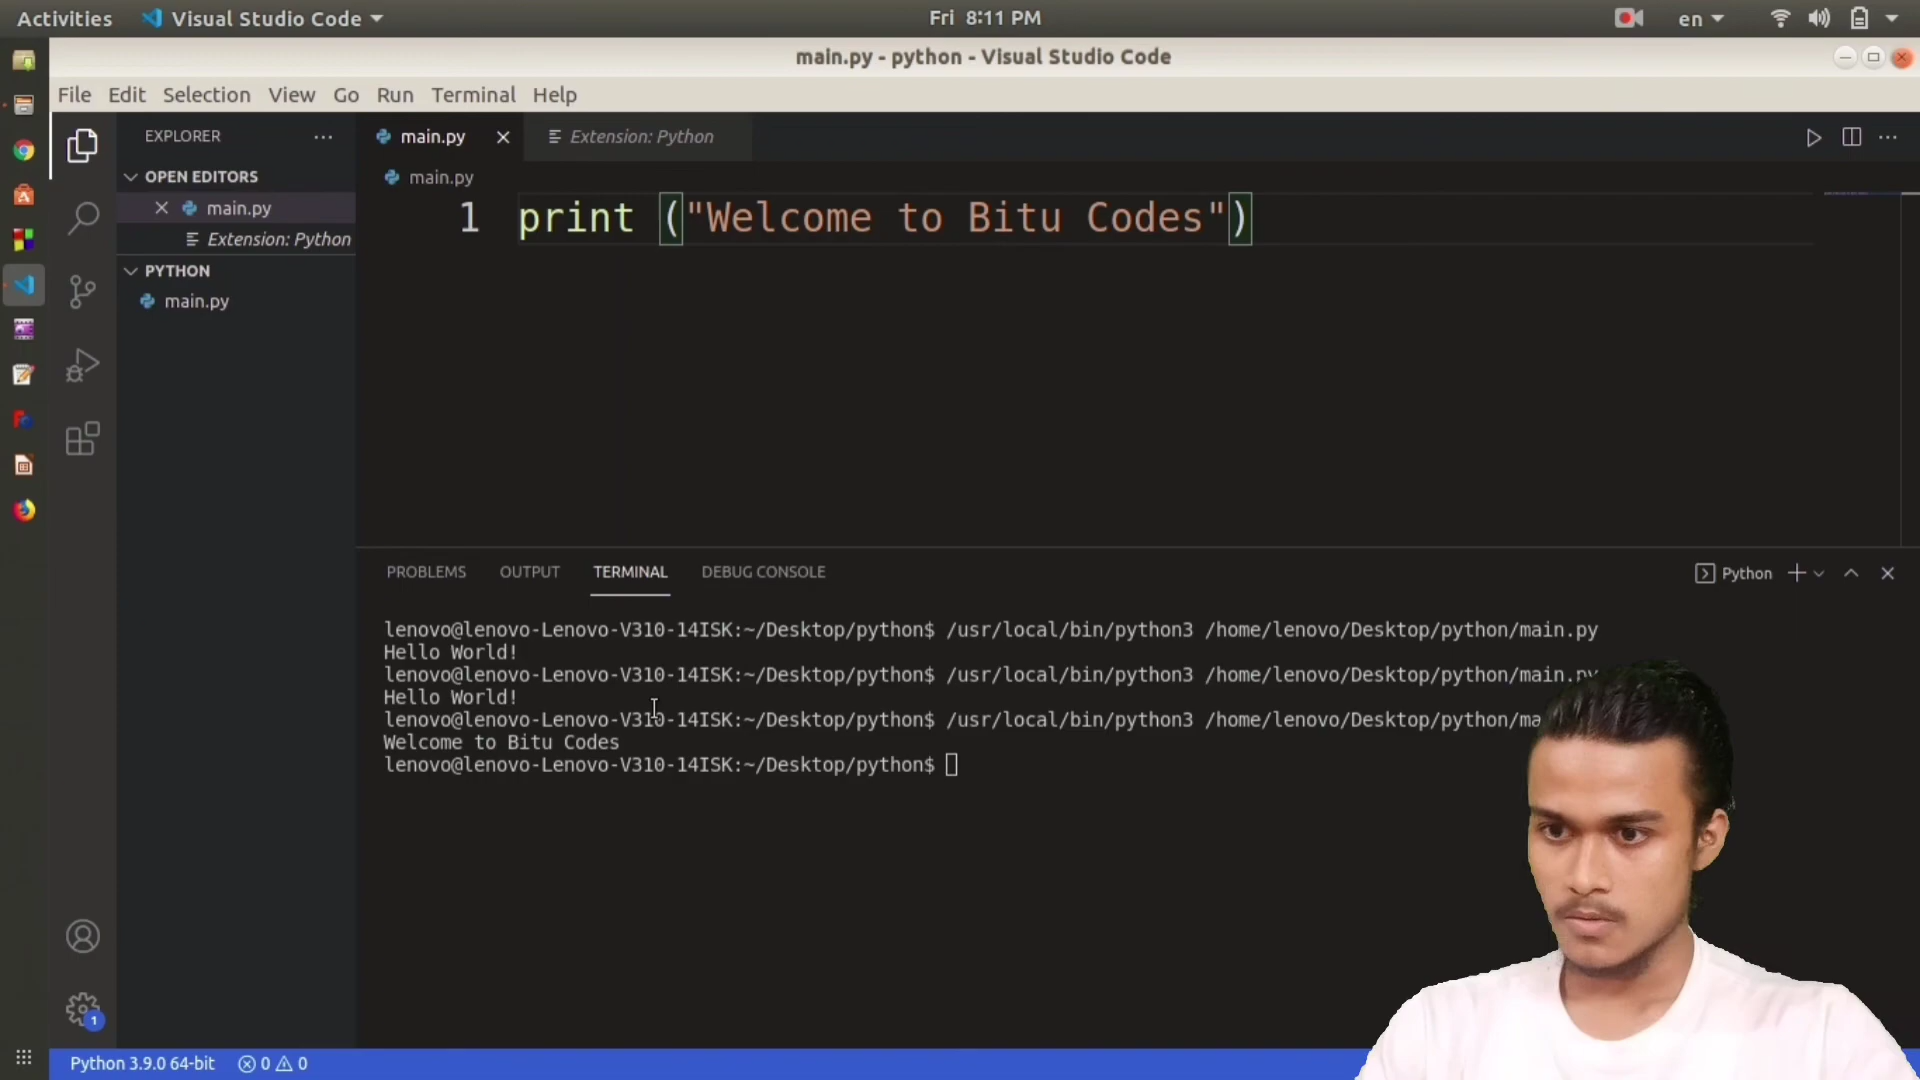 Activities Visual Studio Code Fri 8:11 PM en
main.py - python - Visual Studio Code
File Edit Selection View Go Run Terminal Help
EXPLORER
OPEN EDITORS
main.py
Extension: Python
PYTHON
main.py
main.py Extension: Python
main.py
1 print ("Welcome to Bitu Codes")
PROBLEMS OUTPUT TERMINAL DEBUG CONSOLE Python
lenovo@lenovo-Lenovo-V310-14ISK:~/Desktop/python$ /usr/local/bin/python3 /home/lenovo/Desktop/python/main.py
Hello World!
lenovo@lenovo-Lenovo-V310-14ISK:~/Desktop/python$ /usr/local/bin/python3 /home/lenovo/Desktop/python/main.py
Hello World!
lenovo@lenovo-Lenovo-V310-14ISK:~/Desktop/python$ /usr/local/bin/python3 /home/lenovo/Desktop/python/ma
Welcome to Bitu Codes
lenovo@lenovo-Lenovo-V310-14ISK:~/Desktop/python$
1
Python 3.9.0 64-bit 0 0